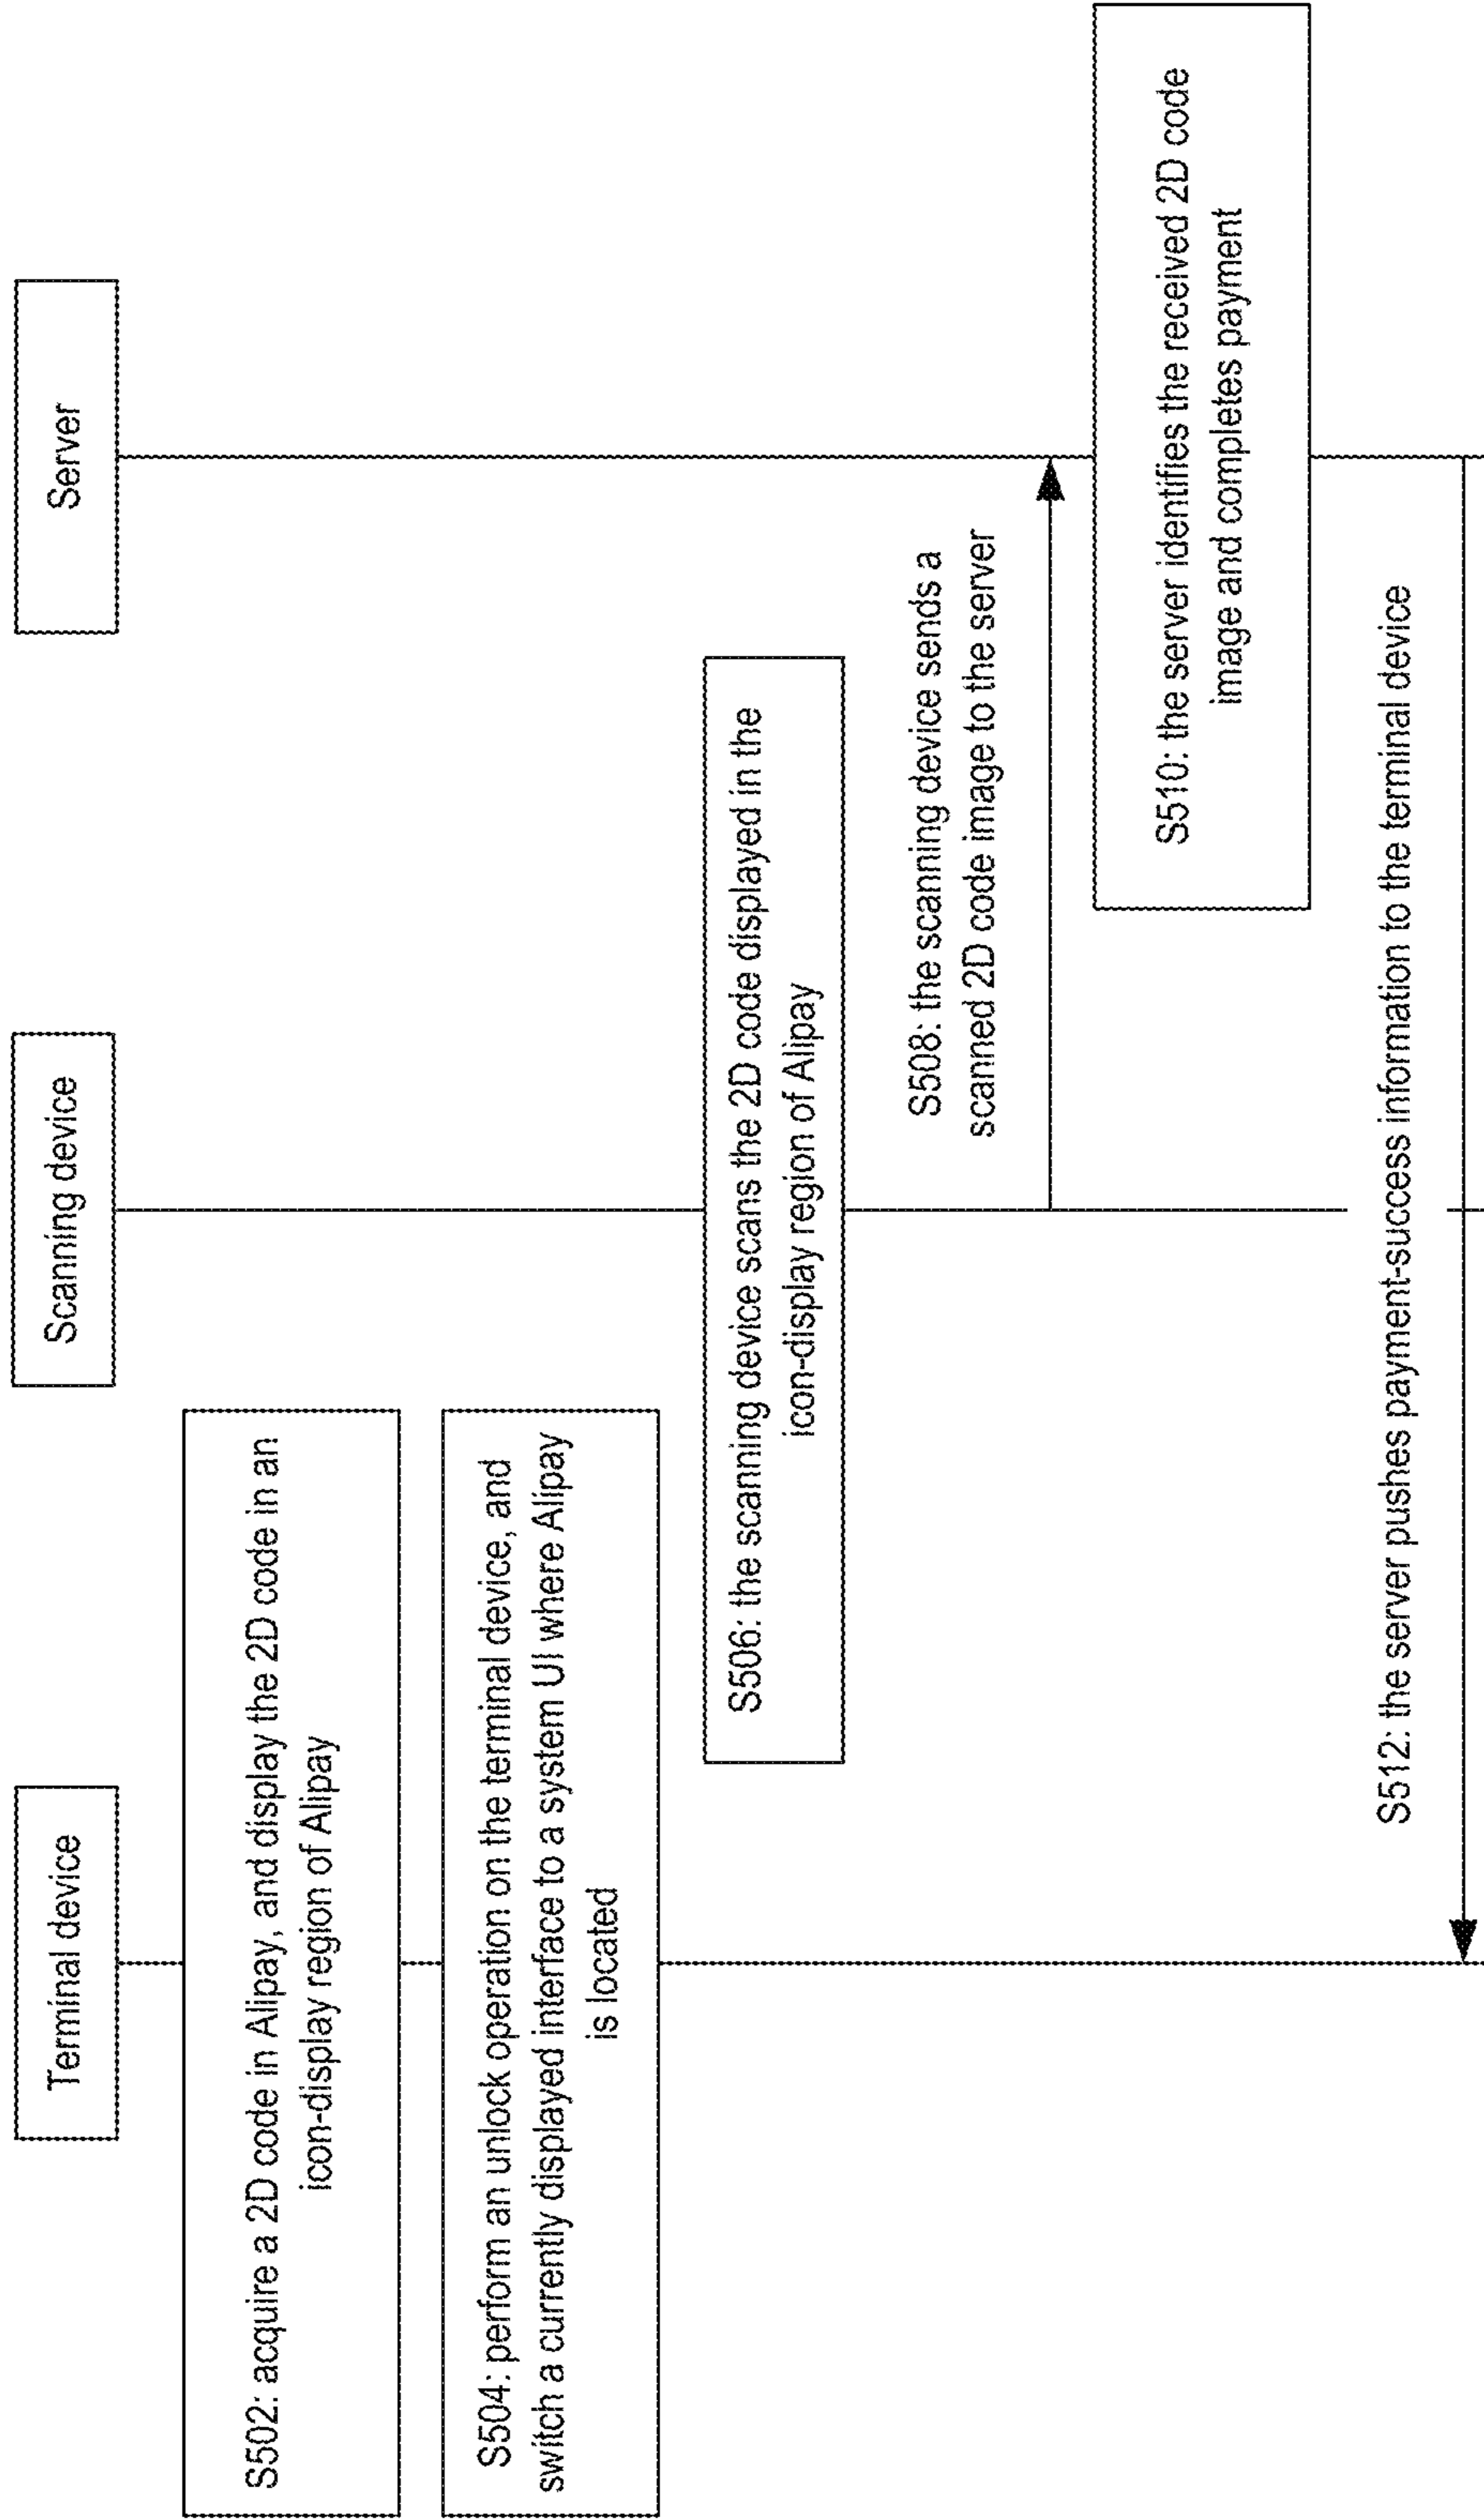 Terminal device
Scanning device
Server
S502: acquire a 2D code in Alipay, and display the 2D code in an
icon-display region of Alipay
S504: perform an unlock operation on the terminal device, and
switch a currently displayed interface to a system UI where Alipay
is located
S506: the scanning device scans the 2D code displayed in the
icon-display region of Alipay
S508: the scanning device sends a
scanned 2D code image to the server
S510: the server identifies the received 2D code
image and completes payment
S512: the server pushes payment-success information to the terminal device